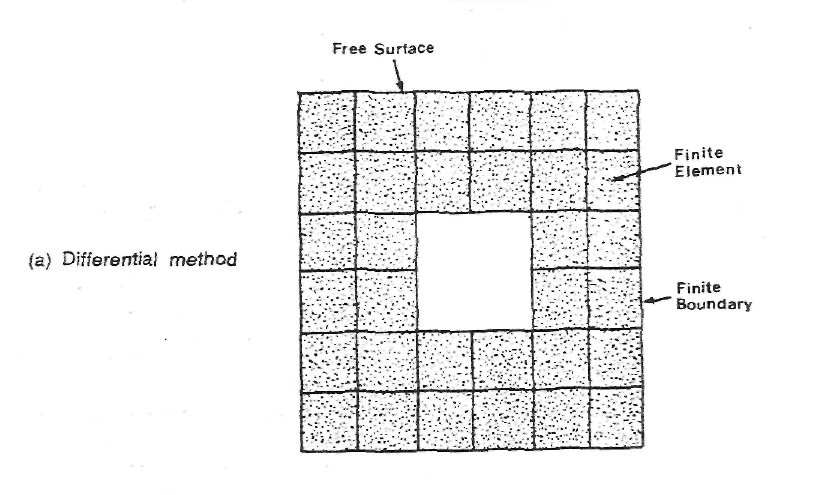 Free Surface
Finite
Element
(a) Differential method
Finite
Boundary